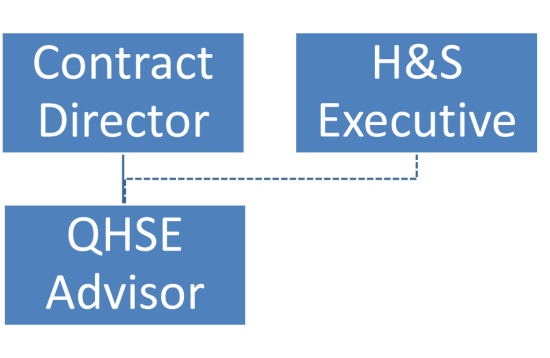 Contract
Director
H&S
Executive
QHSE
Advisor